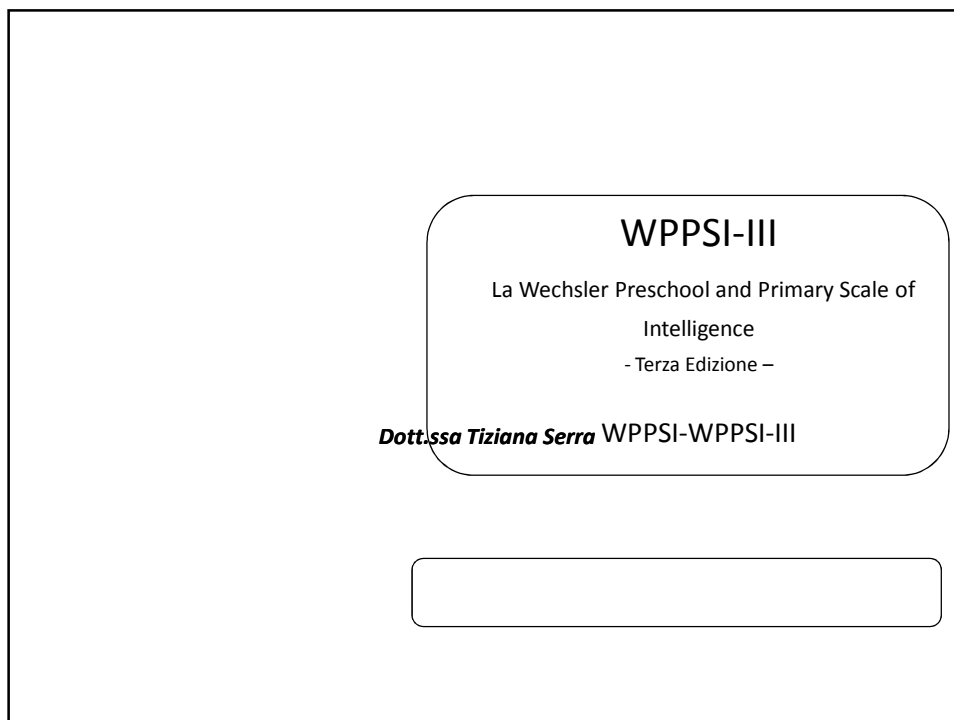 WPPSI-III
La Wechsler Preschool and Primary Scale of
Intelligence
- Terza Edizione –
Dott.ssa Tiziana Serra WPPSI-WPPSI-III